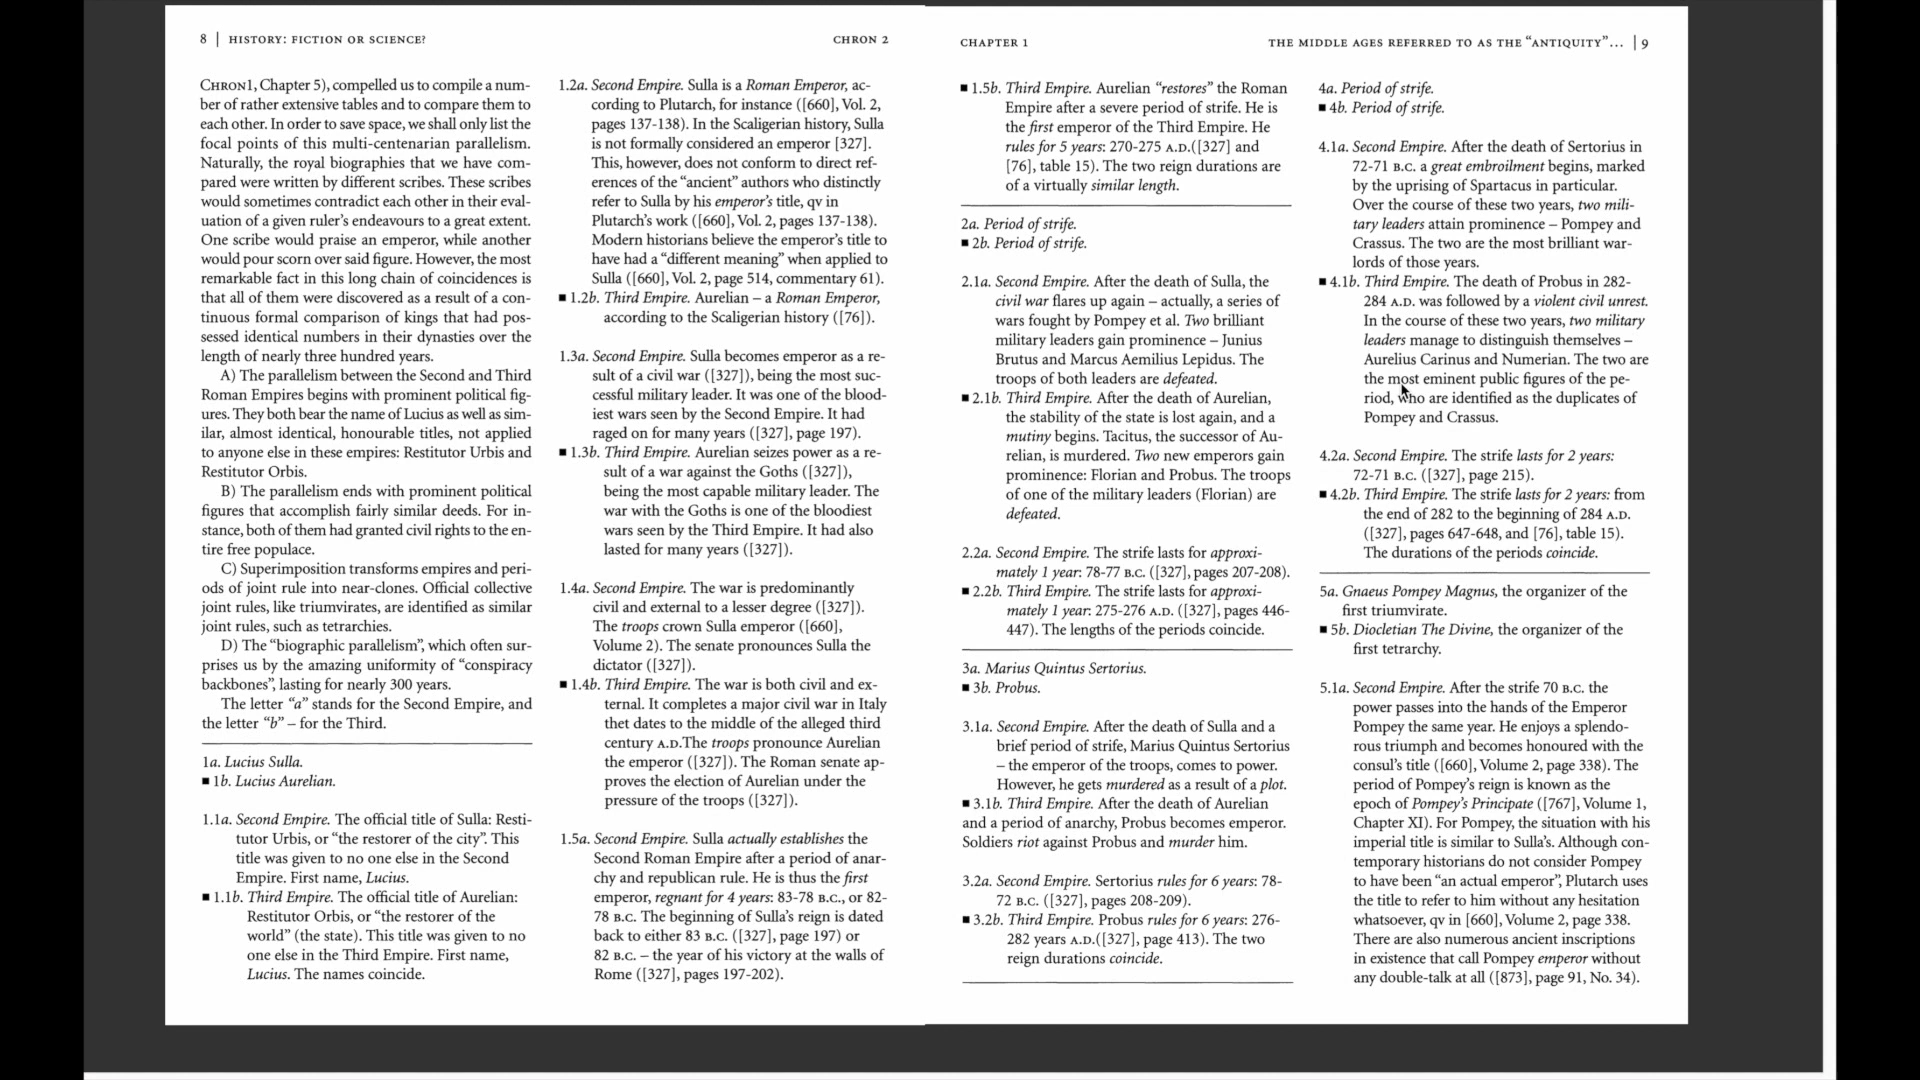 8 | HISTORY: FICTION OR SCIENCE?
CHRON 2
CHRON1, Chapter 5), compelled us to compile a num-
ber of rather extensive tables and to compare them to
each other. In order to save space, we shall only list the
focal points of this multi-centenarian parallelism.
Naturally, the royal biographies that we have com-
pared were written by different scribes. These scribes
would sometimes contradict each other in their eval-
uation of a given ruler's endeavours to a great extent.
One scribe would praise an emperor, while another
would pour scorn over said figure. However, the most
remarkable fact in this long chain of coincidences is
that all of them were discovered as a result of a con-
tinuous formal comparison of kings that had pos-
sessed identical numbers in their dynasties over the
length of nearly three hundred years.
A) The parallelism between the Second and Third
Roman Empires begins with prominent political fig-
ures. They both bear the name of Lucius as well as sim-
ilar, almost identical, honourable titles, not applied
to anyone else in these empires: Restitutor Urbis and
Restitutor Orbis.
B) The parallelism ends with prominent political
figures that accomplish fairly similar deeds. For in-
stance, both of them had granted civil rights to the en-
tire free populace.
C) Superimposition transforms empires and peri-
ods of joint rule into near-clones. Official collective
joint rules, like triumvirates, are identified as similar
joint rules, such as tetrarchies.
D) The “biographic parallelism”, which often sur-
prises us by the amazing uniformity of “conspiracy
backbones”, lasting for nearly 300 years.
The letter “a” stands for the Second Empire, and
the letter “b” – for the Third.
1a. Lucius Sulla.
■ 1b. Lucius Aurelian.
1.1a. Second Empire. The official title of Sulla: Resti-
tutor Urbis, or “the restorer of the city”. This
title was given to no one else in the Second
Empire. First name, Lucius.
■ 1.1b. Third Empire. The official title of Aurelian:
Restitutor Orbis, or “the restorer of the
world” (the state). This title was given to no
one else in the Third Empire. First name,
Lucius. The names coincide.
1.2a. Second Empire. Sulla is a Roman Emperor, ac-
cording to Plutarch, for instance ([660], Vol. 2,
pages 137-138). In the Scaligerian history, Sulla
is not formally considered an emperor [327].
This, however, does not conform to direct ref-
erences of the “ancient” authors who distinctly
refer to Sulla by his emperor's title, qv in
Plutarch's work ([660], Vol. 2, pages 137-138).
Modern historians believe the emperor's title to
have had a “different meaning” when applied to
Sulla ([660], Vol. 2, page 514, commentary 61).
■ 1.2b. Third Empire. Aurelian – a Roman Emperor,
according to the Scaligerian history ([76]).
1.3a. Second Empire. Sulla becomes emperor as a re-
sult of a civil war ([327]), being the most suc-
cessful military leader. It was one of the blood-
iest wars seen by the Second Empire. It had
raged on for many years ([327], page 197).
■ 1.3b. Third Empire. Aurelian seizes power as a re-
sult of a war against the Goths ([327]),
being the most capable military leader. The
war with the Goths is one of the bloodiest
wars seen by the Third Empire. It had also
lasted for many years ([327]).
1.4a. Second Empire. The war is predominantly
civil and external to a lesser degree ([327]).
The troops crown Sulla emperor ([660],
Volume 2). The senate pronounces Sulla the
dictator ([327]).
■ 1.4b. Third Empire. The war is both civil and ex-
ternal. It completes a major civil war in Italy
thet dates to the middle of the alleged third
century A.D.The troops pronounce Aurelian
the emperor ([327]). The Roman senate ap-
proves the election of Aurelian under the
pressure of the troops ([327]).
1.5a. Second Empire. Sulla actually establishes the
Second Roman Empire after a period of anar-
chy and republican rule. He is thus the first
emperor, regnant for 4 years: 83-78 B.C., or 82-
78 B.C. The beginning of Sulla's reign is dated
back to either 83 B.C. ([327], page 197) or
82 B.C. – the year of his victory at the walls of
Rome ([327], pages 197-202).
CHAPTER 1
THE MIDDLE AGES REFERRED TO AS THE “ANTIQUITY”... | 9
■ 1.5b. Third Empire. Aurelian “restores” the Roman
Empire after a severe period of strife. He is
the first emperor of the Third Empire. He
rules for 5 years: 270-275 A.D.([327] and
[76], table 15). The two reign durations are
of a virtually similar length.
2a. Period of strife.
■ 2b. Period of strife.
2.1a. Second Empire. After the death of Sulla, the
civil war flares up again – actually, a series of
wars fought by Pompey et al. Two brilliant
military leaders gain prominence – Junius
Brutus and Marcus Aemilius Lepidus. The
troops of both leaders are defeated.
■ 2.1b. Third Empire. After the death of Aurelian,
the stability of the state is lost again, and a
mutiny begins. Tacitus, the successor of Au-
relian, is murdered. Two new emperors gain
prominence: Florian and Probus. The troops
of one of the military leaders (Florian) are
defeated.
2.2a. Second Empire. The strife lasts for approxi-
mately 1 year: 78-77 B.C. ([327], pages 207-208).
■ 2.2b. Third Empire. The strife lasts for approxi-
mately 1 year: 275-276 A.D. ([327], pages 446-
447). The lengths of the periods coincide.
3a. Marius Quintus Sertorius.
■ 3b. Probus.
3.1a. Second Empire. After the death of Sulla and a
brief period of strife, Marius Quintus Sertorius
– the emperor of the troops, comes to power.
However, he gets murdered as a result of a plot.
■ 3.1b. Third Empire. After the death of Aurelian
and a period of anarchy, Probus becomes emperor.
Soldiers riot against Probus and murder him.
3.2a. Second Empire. Sertorius rules for 6 years: 78-
72 B.C. ([327], pages 208-209).
■ 3.2b. Third Empire. Probus rules for 6 years: 276-
282 years A.D.([327], page 413). The two
reign durations coincide.
4a. Period of strife.
■ 4b. Period of strife.
4.1a. Second Empire. After the death of Sertorius in
72-71 B.C. a great embroilment begins, marked
by the uprising of Spartacus in particular.
Over the course of these two years, two mili-
tary leaders attain prominence – Pompey and
Crassus. The two are the most brilliant war-
lords of those years.
■ 4.1b. Third Empire. The death of Probus in 282-
284 A.D. was followed by a violent civil unrest.
In the course of these two years, two military
leaders manage to distinguish themselves –
Aurelius Carinus and Numerian. The two are
the most eminent public figures of the pe-
riod, who are identified as the duplicates of
Pompey and Crassus.
4.2a. Second Empire. The strife lasts for 2 years:
72-71 B.C. ([327], page 215).
■ 4.2b. Third Empire. The strife lasts for 2 years: from
the end of 282 to the beginning of 284 A.D.
([327], pages 647-648, and [76], table 15).
The durations of the periods coincide.
5a. Gnaeus Pompey Magnus, the organizer of the
first triumvirate.
■ 5b. Diocletian The Divine, the organizer of the
first tetrarchy.
5.1a. Second Empire. After the strife 70 B.C. the
power passes into the hands of the Emperor
Pompey the same year. He enjoys a splendo-
rous triumph and becomes honoured with the
consul's title ([660], Volume 2, page 338). The
period of Pompey's reign is known as the
epoch of Pompey's Principate ([767], Volume 1,
Chapter XI). For Pompey, the situation with his
imperial title is similar to Sulla's. Although con-
temporary historians do not consider Pompey
to have been “an actual emperor”, Plutarch uses
the title to refer to him without any hesitation
whatsoever, qv in [660], Volume 2, page 338.
There are also numerous ancient inscriptions
in existence that call Pompey emperor without
any double-talk at all ([873], page 91, No. 34).